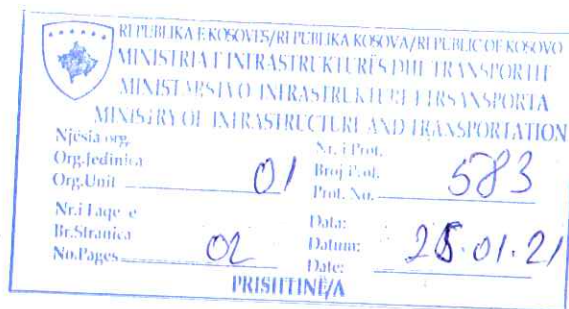 REPUBLIKA E KOSOVËS/REPUBLIKA KOSOVA/REPUBLIC OF KOSOVO
MINISTRIA E INFRASTRUKTURËS DHE TRANSPORTIT
MINISTARSTVO INFRASTRUKTURE I TRSANSPORTA
MINISTRY OF INFRASTRUCTURE AND TRANSPORTATION
Njësia org.
Org.Jedinica
Org.Unit 01
Nr. i Prot.
Broj Prot.
Prot. No. 583
Nr.i Faqe e
Br.Stranica
No.Pages 02
Data:
Datum:
Date: .01.21
PRISHTINË/A